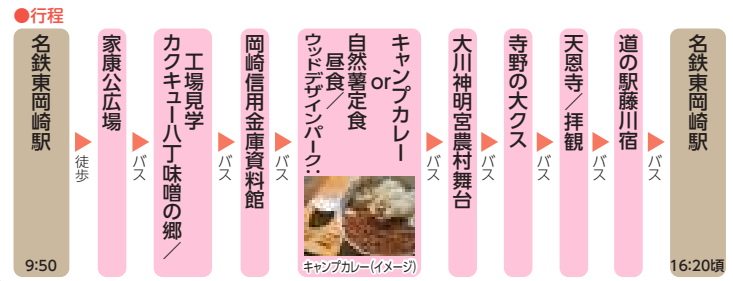 ●行程
名鉄東岡崎駅
9:50
徒歩
家康公広場
バス
カクキュー八丁味噌の郷／
工場見学
バス
岡崎信用金庫資料館
バス
ウッドデザインパーク：
昼食／
自然薯定食
or
キャンプカレー
キャンプカレー(イメージ)
バス
大川神明宮農村舞台
バス
寺野の大クス
バス
天恩寺／拝観
バス
道の駅藤川宿
バス
名鉄東岡崎駅
16:20頃